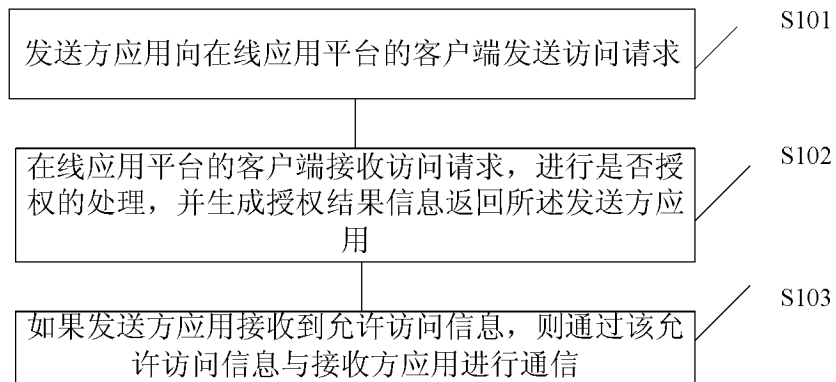 S101
发送方应用向在线应用平台的客户端发送访问请求
S102
在线应用平台的客户端接收访问请求，进行是否授
权的处理，并生成授权结果信息返回所述发送方应
用
S103
如果发送方应用接收到允许访问信息，则通过该允
许访问信息与接收方应用进行通信